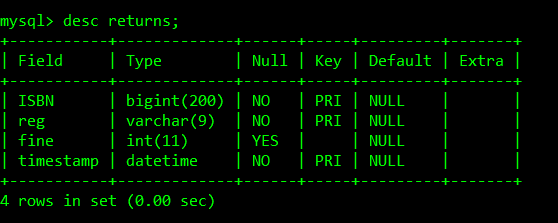 mysql> desc returns;
+-----------+-------------+------+-----+---------+-------+
| Field     | Type        | Null | Key | Default | Extra |
+-----------+-------------+------+-----+---------+-------+
| ISBN      | bigint(200) | NO   | PRI | NULL    |       |
| reg       | varchar(9)  | NO   | PRI | NULL    |       |
| fine      | int(11)     | YES  |     | NULL    |       |
| timestamp | datetime    | NO   | PRI | NULL    |       |
+-----------+-------------+------+-----+---------+-------+
4 rows in set (0.00 sec)